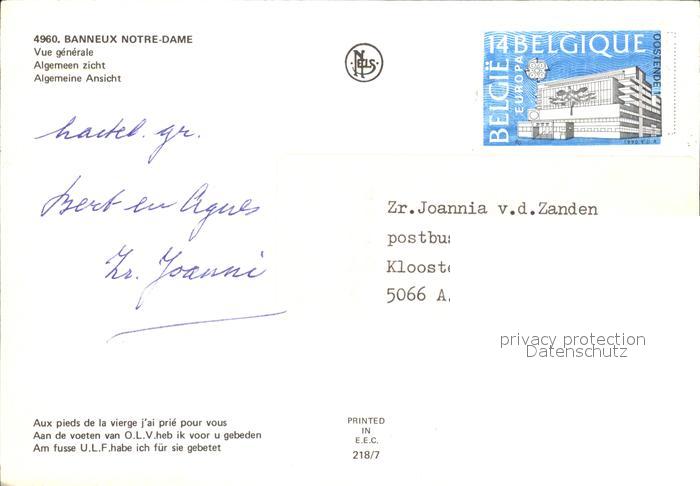 4960. BANNEUX NOTRE-DAME
Vue générale
Algemeen zicht
Algemeine Ansicht
NELS
14 BELGIQUE
BELGIË
EUROPA
OOSTENDE
hartel. gr.
Bert en Agnes
Zr. Joanni
Zr.Joannia v.d.Zanden
postbus
Klooste
5066 A.
privacy protection
Datenschutz
Aux pieds de la vierge j'ai prié pour vous
Aan de voeten van O.L.V.heb ik voor u gebeden
Am fusse U.L.F.habe ich für sie gebetet
PRINTED
IN
E.E.C.
218/7